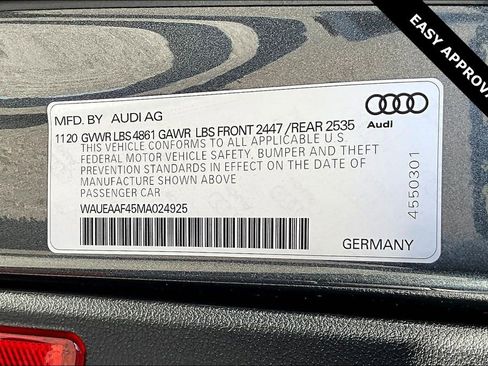 EASY APPROV
MFD. BY AUDI AG
1120 GVWR LBS 4861 GAWR LBS FRONT 2447 /REAR 2535
THIS VEHICLE CONFORMS TO ALL APPLICABLE U S
FEDERAL MOTOR VEHICLE SAFETY, BUMPER AND THEFT
PREVENTION STANDARDS IN EFFECT ON THE DATE OF
MANUFACTURE SHOWN ABOVE
PASSENGER CAR
WAUEAAF45MA024925
Audi
4550301
GERMANY